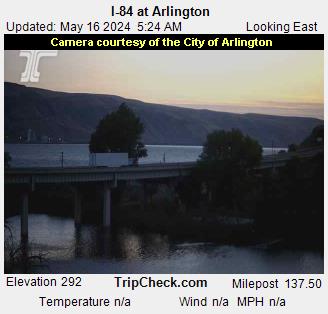 I-84 at Arlington
Updated: May 16 2024 5:24 AM Looking East
Camera courtesy of the City of Arlington
Elevation 292 TripCheck.com Milepost 137.50
Temperature n/a Wind n/a MPH n/a